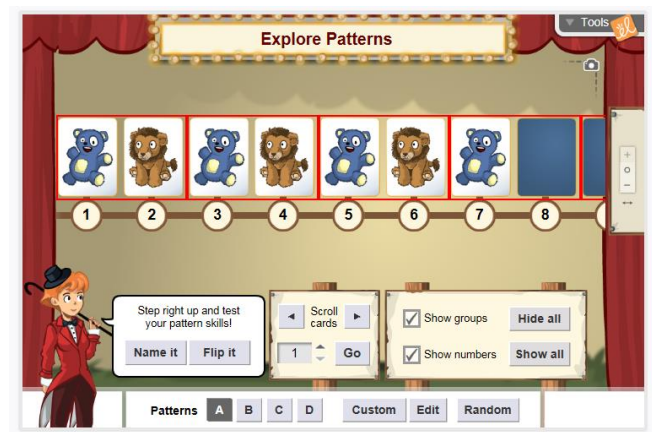 Tools
Explore Patterns
1 2 3 4 5 6 7 8
Step right up and test
your pattern skills!
Name it Flip it
Scroll
cards
1 Go
Show groups Hide all
Show numbers Show all
Patterns A B C D Custom Edit Random